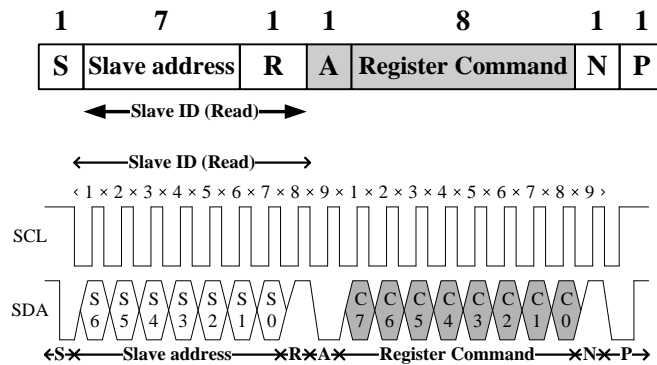 1 7 1 1 8 1 1
S Slave address R A Register Command N P
Slave ID (Read)
Slave ID (Read)
1 2 3 4 5 6 7 8 9 1 2 3 4 5 6 7 8 9
SCL
SDA S6 S5 S4 S3 S2 S1 S0 C7 C6 C5 C4 C3 C2 C1 C0
S Slave address R A Register Command N P